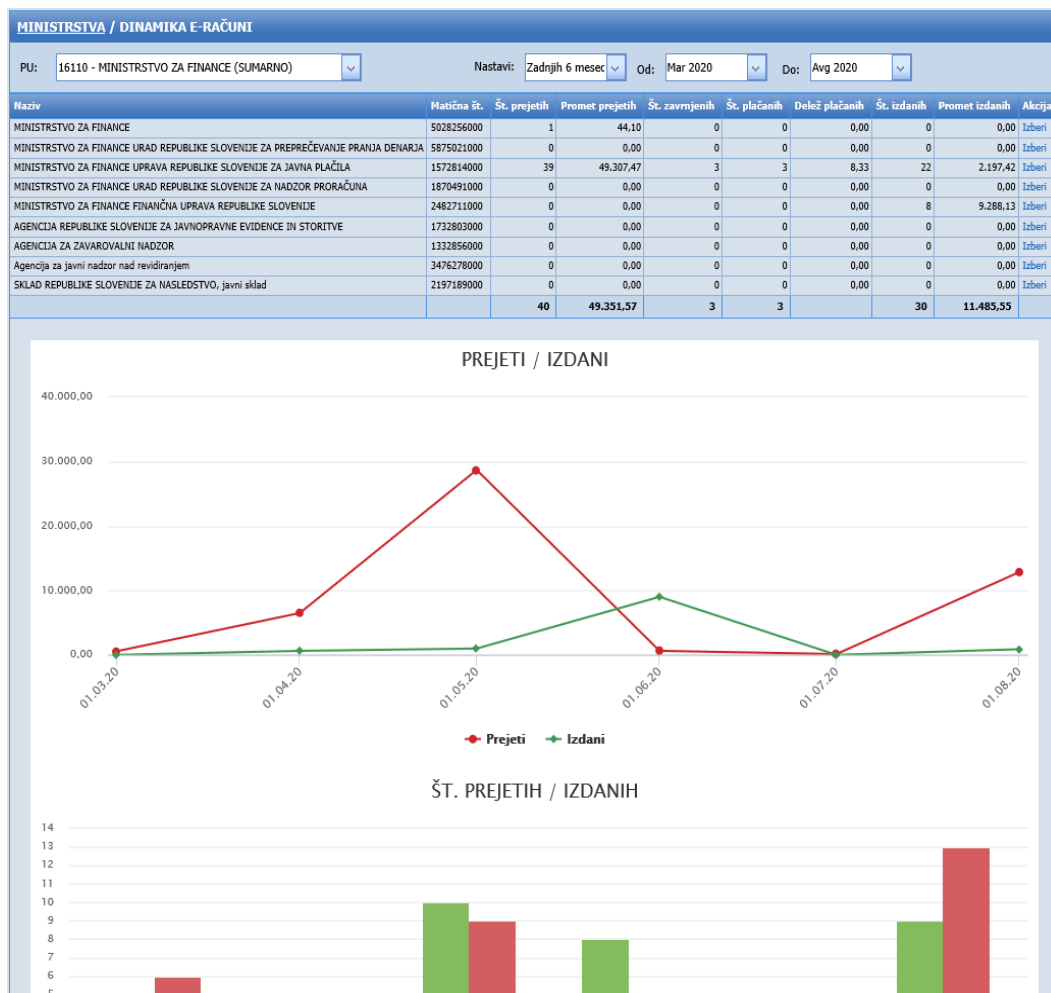 MINISTRSTVA / DINAMIKA E-RAČUNI
PU: 16110 - MINISTRSTVO ZA FINANCE (SUMARNO) Nastavi: Zadnjih 6 mesec Od: Mar 2020 Do: Avg 2020
Naziv Matična št. Št. prejetih Promet prejetih Št. zavrnjenih Št. plačanih Delež plačanih Št. izdanih Promet izdanih Akcija
MINISTRSTVO ZA FINANCE 5028256000 1 44,10 0 0 0,00 0 0,00 Izberi
MINISTRSTVO ZA FINANCE URAD REPUBLIKE SLOVENIJE ZA PREPREČEVANJE PRANJA DENARJA 5875021000 0 0,00 0 0 0,00 0 0,00 Izberi
MINISTRSTVO ZA FINANCE UPRAVA REPUBLIKE SLOVENIJE ZA JAVNA PLAČILA 1572814000 39 49.307,47 3 3 8,33 22 2.197,42 Izberi
MINISTRSTVO ZA FINANCE URAD REPUBLIKE SLOVENIJE ZA NADZOR PRORAČUNA 1870491000 0 0,00 0 0 0,00 0 0,00 Izberi
MINISTRSTVO ZA FINANCE FINANČNA UPRAVA REPUBLIKE SLOVENIJE 2482711000 0 0,00 0 0 0,00 8 9.288,13 Izberi
AGENCIJA REPUBLIKE SLOVENIJE ZA JAVNOPRAVNE EVIDENCE IN STORITVE 1732803000 0 0,00 0 0 0,00 0 0,00 Izberi
AGENCIJA ZA ZAVAROVALNI NADZOR 1332856000 0 0,00 0 0 0,00 0 0,00 Izberi
Agencija za javni nadzor nad revidiranjem 3476278000 0 0,00 0 0 0,00 0 0,00 Izberi
SKLAD REPUBLIKE SLOVENIJE ZA NASLEDSTVO, javni sklad 2197189000 0 0,00 0 0 0,00 0 0,00 Izberi
40 49.351,57 3 3 30 11.485,55
PREJETI / IZDANI
40.000,00
30.000,00
20.000,00
10.000,00
0,00
01.03.20 01.04.20 01.05.20 01.06.20 01.07.20 01.08.20
Prejeti Izdani
ŠT. PREJETIH / IZDANIH
14
13
12
11
10
9
8
7
6